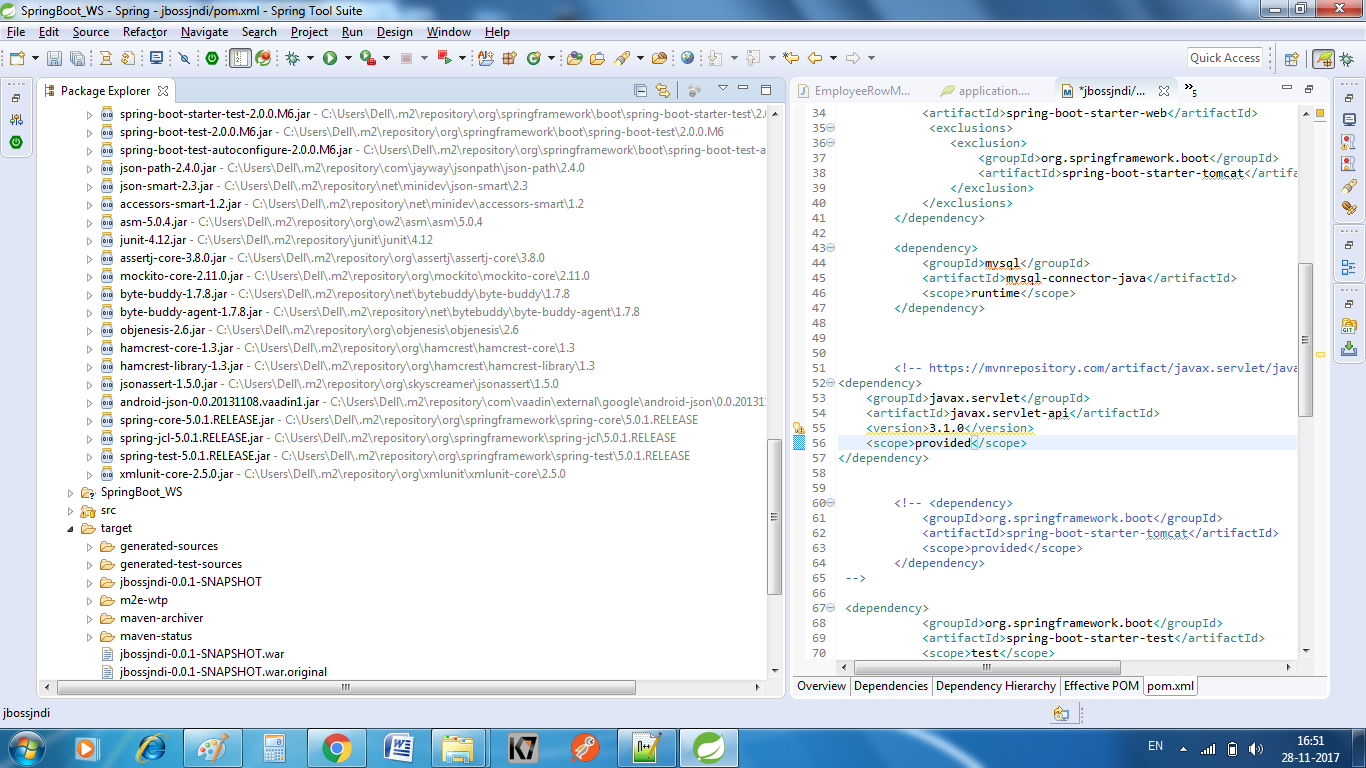 SpringBoot_WS - Spring - jbossjndi/pom.xml - Spring Tool Suite
File Edit Source Refactor Navigate Search Project Run Design Window Help
Quick Access
Package Explorer
spring-boot-starter-test-2.0.0.M6.jar - C:\Users\Dell\.m2\repository\org\springframework\boot\spring-boot-starter-test\2.0
spring-boot-test-2.0.0.M6.jar - C:\Users\Dell\.m2\repository\org\springframework\boot\spring-boot-test\2.0.0.M6
spring-boot-test-autoconfigure-2.0.0.M6.jar - C:\Users\Dell\.m2\repository\org\springframework\boot\spring-boot-test-a
json-path-2.4.0.jar - C:\Users\Dell\.m2\repository\com\jayway\jsonpath\json-path\2.4.0
json-smart-2.3.jar - C:\Users\Dell\.m2\repository\net\minidev\json-smart\2.3
accessors-smart-1.2.jar - C:\Users\Dell\.m2\repository\net\minidev\accessors-smart\1.2
asm-5.0.4.jar - C:\Users\Dell\.m2\repository\org\ow2\asm\asm\5.0.4
junit-4.12.jar - C:\Users\Dell\.m2\repository\junit\junit\4.12
assertj-core-3.8.0.jar - C:\Users\Dell\.m2\repository\org\assertj\assertj-core\3.8.0
mockito-core-2.11.0.jar - C:\Users\Dell\.m2\repository\org\mockito\mockito-core\2.11.0
byte-buddy-1.7.8.jar - C:\Users\Dell\.m2\repository\net\bytebuddy\byte-buddy\1.7.8
byte-buddy-agent-1.7.8.jar - C:\Users\Dell\.m2\repository\net\bytebuddy\byte-buddy-agent\1.7.8
objenesis-2.6.jar - C:\Users\Dell\.m2\repository\org\objenesis\objenesis\2.6
hamcrest-core-1.3.jar - C:\Users\Dell\.m2\repository\org\hamcrest\hamcrest-core\1.3
hamcrest-library-1.3.jar - C:\Users\Dell\.m2\repository\org\hamcrest\hamcrest-library\1.3
jsonassert-1.5.0.jar - C:\Users\Dell\.m2\repository\org\skyscreamer\jsonassert\1.5.0
android-json-0.0.20131108.vaadin1.jar - C:\Users\Dell\.m2\repository\com\vaadin\external\google\android-json\0.0.20131
spring-core-5.0.1.RELEASE.jar - C:\Users\Dell\.m2\repository\org\springframework\spring-core\5.0.1.RELEASE
spring-jcl-5.0.1.RELEASE.jar - C:\Users\Dell\.m2\repository\org\springframework\spring-jcl\5.0.1.RELEASE
spring-test-5.0.1.RELEASE.jar - C:\Users\Dell\.m2\repository\org\springframework\spring-test\5.0.1.RELEASE
xmlunit-core-2.5.0.jar - C:\Users\Dell\.m2\repository\org\xmlunit\xmlunit-core\2.5.0
SpringBoot_WS
src
target
generated-sources
generated-test-sources
jbossjndi-0.0.1-SNAPSHOT
m2e-wtp
maven-archiver
maven-status
jbossjndi-0.0.1-SNAPSHOT.war
jbossjndi-0.0.1-SNAPSHOT.war.original
EmployeeRowM... application.... *jbossjndi/... »5
34 <artifactId>spring-boot-starter-web</artifactId>
35 <exclusions>
36 <exclusion>
37 <groupId>org.springframework.boot</groupId>
38 <artifactId>spring-boot-starter-tomcat</artifa
39 </exclusion>
40 </exclusions>
41 </dependency>
42
43 <dependency>
44 <groupId>mysql</groupId>
45 <artifactId>mysql-connector-java</artifactId>
46 <scope>runtime</scope>
47 </dependency>
48
49
50
51 <!-- https://mvnrepository.com/artifact/javax.servlet/java
52 <dependency>
53 <groupId>javax.servlet</groupId>
54 <artifactId>javax.servlet-api</artifactId>
55 <version>3.1.0</version>
56 <scope>provided</scope>
57 </dependency>
58
59
60 <!-- <dependency>
61 <groupId>org.springframework.boot</groupId>
62 <artifactId>spring-boot-starter-tomcat</artifactId>
63 <scope>provided</scope>
64 </dependency>
65 -->
66
67 <dependency>
68 <groupId>org.springframework.boot</groupId>
69 <artifactId>spring-boot-starter-test</artifactId>
70 <scope>test</scope>
Overview Dependencies Dependency Hierarchy Effective POM pom.xml
jbossjndi
EN
16:51
28-11-2017